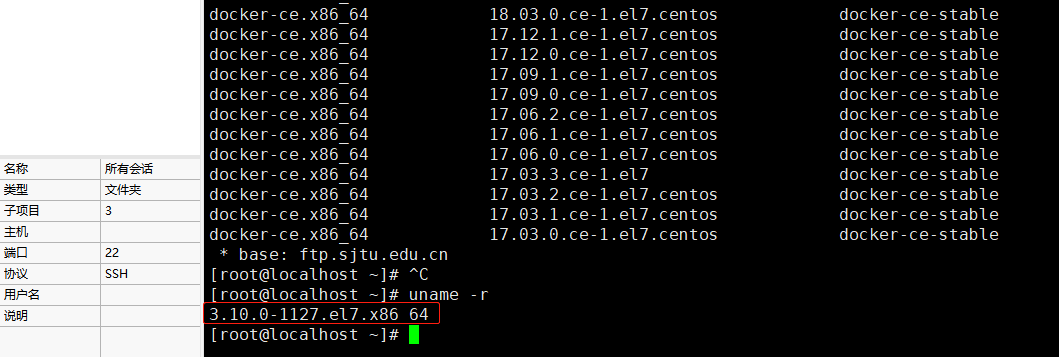 docker-ce.x86_64 18.03.0.ce-1.el7.centos docker-ce-stable
docker-ce.x86_64 17.12.1.ce-1.el7.centos docker-ce-stable
docker-ce.x86_64 17.12.0.ce-1.el7.centos docker-ce-stable
docker-ce.x86_64 17.09.1.ce-1.el7.centos docker-ce-stable
docker-ce.x86_64 17.09.0.ce-1.el7.centos docker-ce-stable
docker-ce.x86_64 17.06.2.ce-1.el7.centos docker-ce-stable
docker-ce.x86_64 17.06.1.ce-1.el7.centos docker-ce-stable
docker-ce.x86_64 17.06.0.ce-1.el7.centos docker-ce-stable
docker-ce.x86_64 17.03.3.ce-1.el7 docker-ce-stable
docker-ce.x86_64 17.03.2.ce-1.el7.centos docker-ce-stable
docker-ce.x86_64 17.03.1.ce-1.el7.centos docker-ce-stable
docker-ce.x86_64 17.03.0.ce-1.el7.centos docker-ce-stable
* base: ftp.sjtu.edu.cn
[root@localhost ~]# ^C
[root@localhost ~]# uname -r
3.10.0-1127.el7.x86_64
[root@localhost ~]#
名称 所有会话
类型 文件夹
子项目 3
主机
端口 22
协议 SSH
用户名
说明